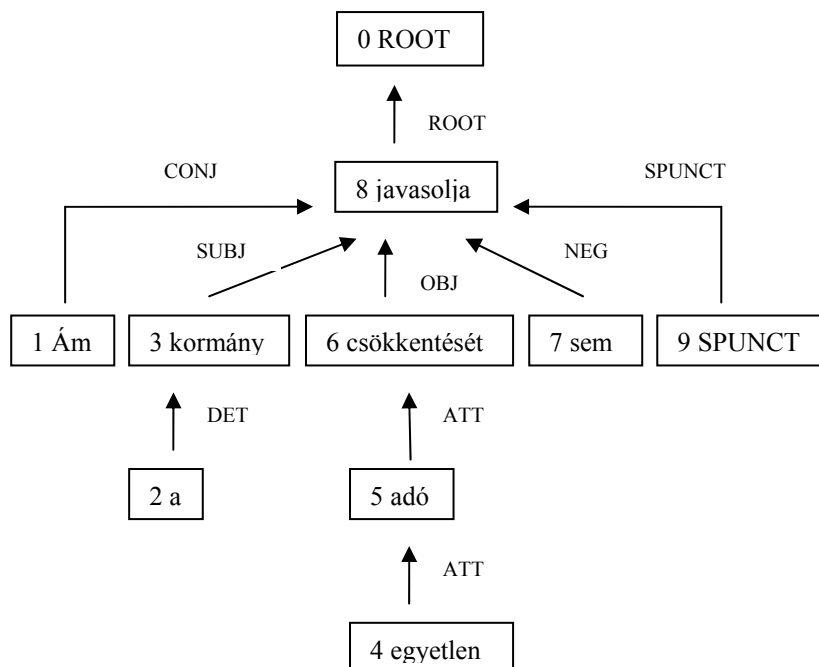 0 ROOT
ROOT
CONJ
8 javasolja
SPUNCT
SUBJ
OBJ
NEG
1 Ám
3 kormány
6 csökkentését
7 sem
9 SPUNCT
DET
ATT
2 a
5 adó
ATT
4 egyetlen